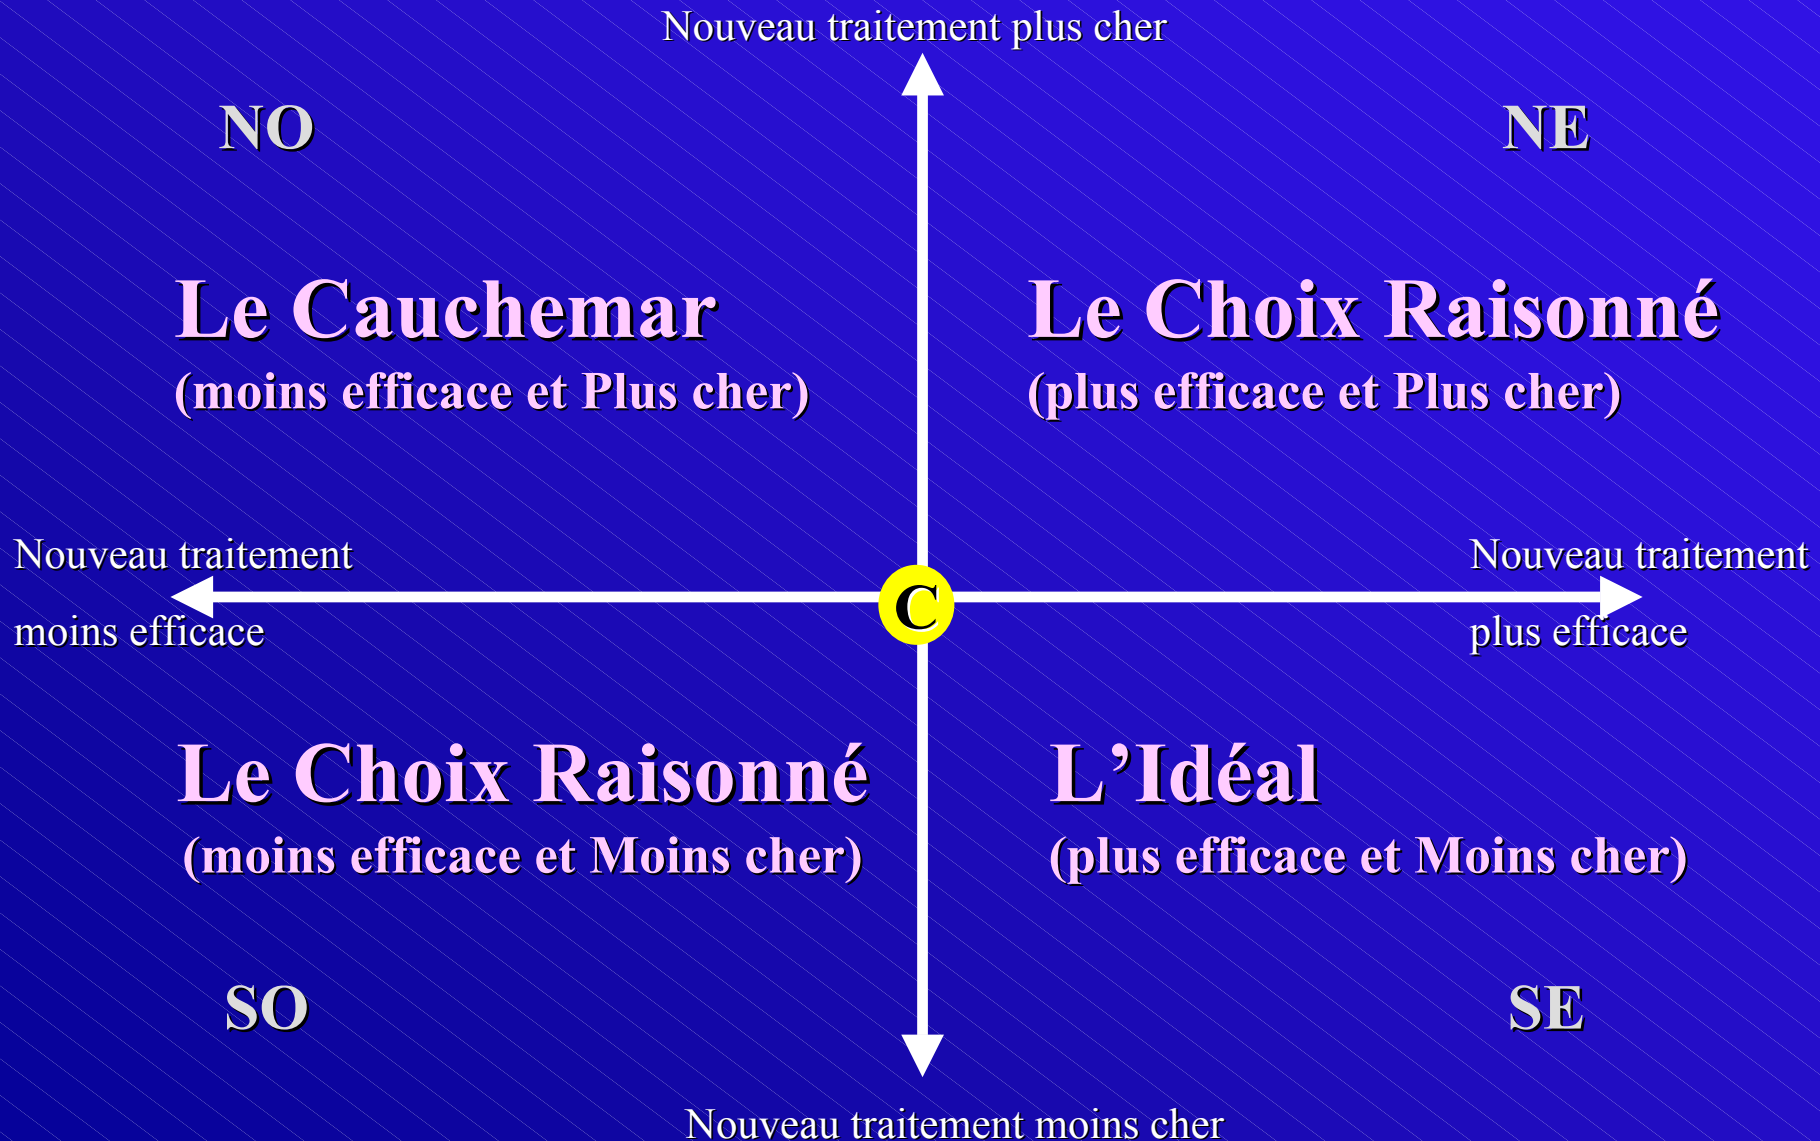 Nouveau traitement plus cher
NO
NE
Le Cauchemar
(moins efficace et Plus cher)
Le Choix Raisonné
(plus efficace et Plus cher)
Nouveau traitement
moins efficace
C
Nouveau traitement
plus efficace
Le Choix Raisonné
(moins efficace et Moins cher)
L’Idéal
(plus efficace et Moins cher)
SO
SE
Nouveau traitement moins cher